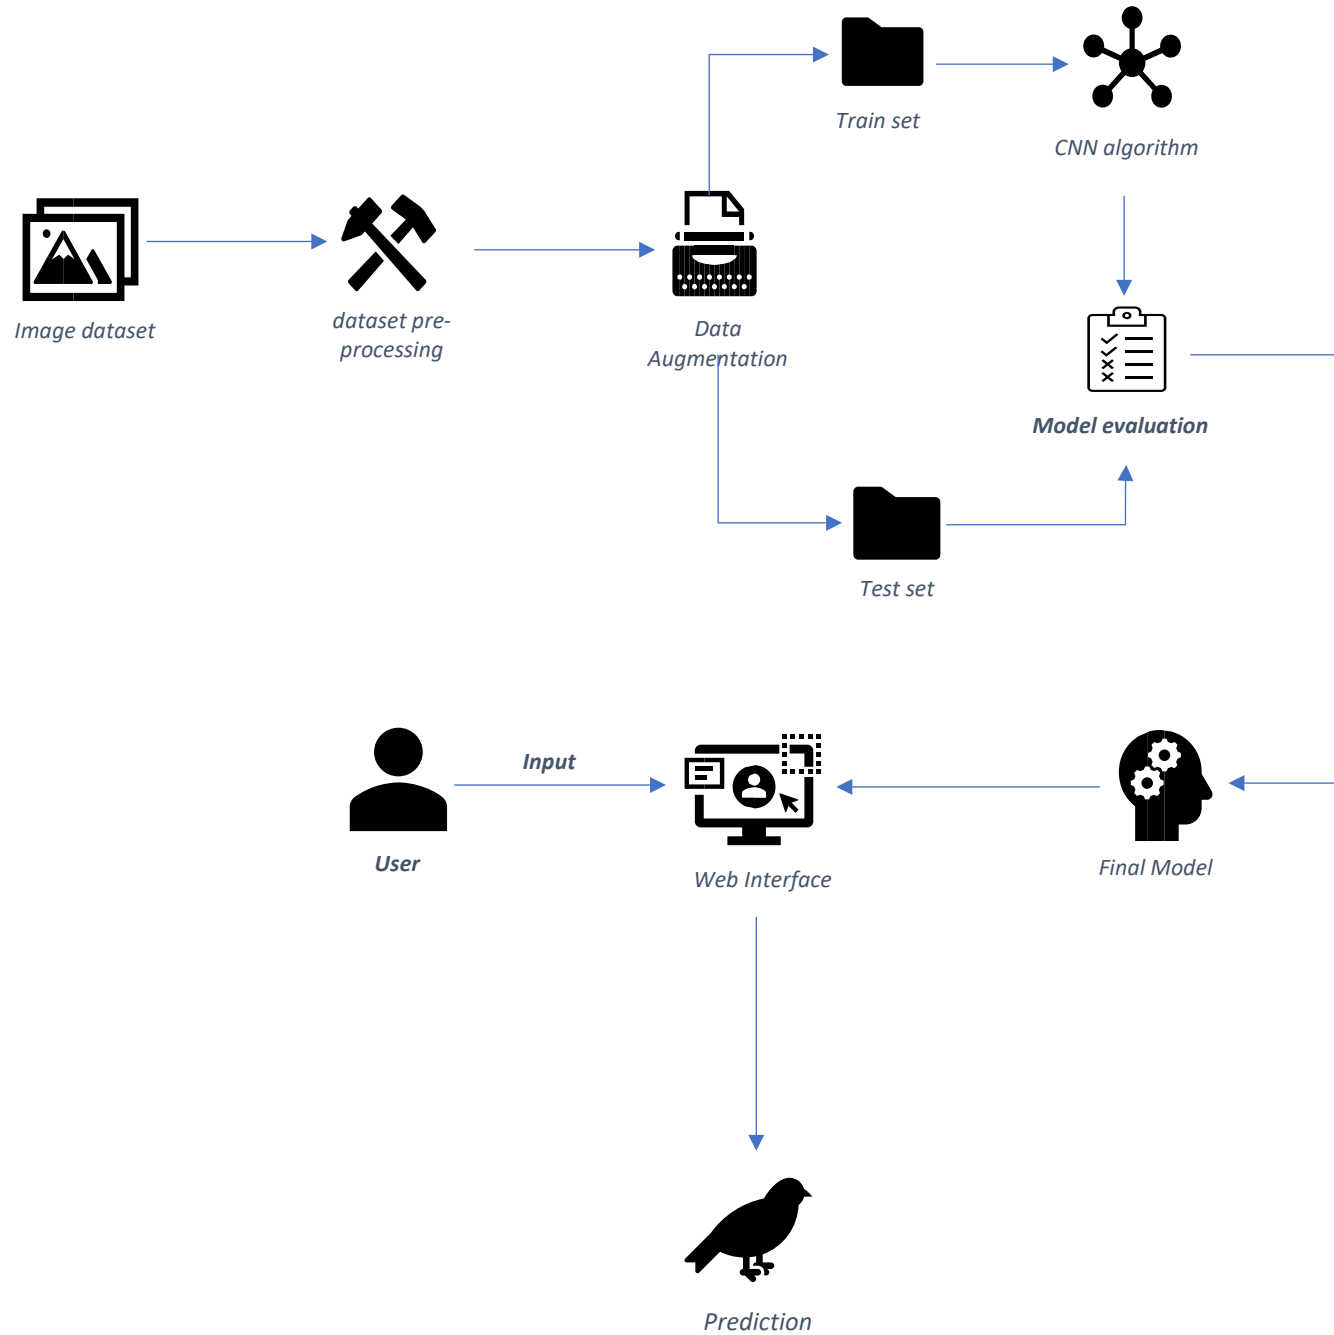 Train set
CNN algorithm
Image dataset
dataset pre-
processing
Data
Augmentation
Model evaluation
Test set
Input
User
Web Interface
Final Model
Prediction